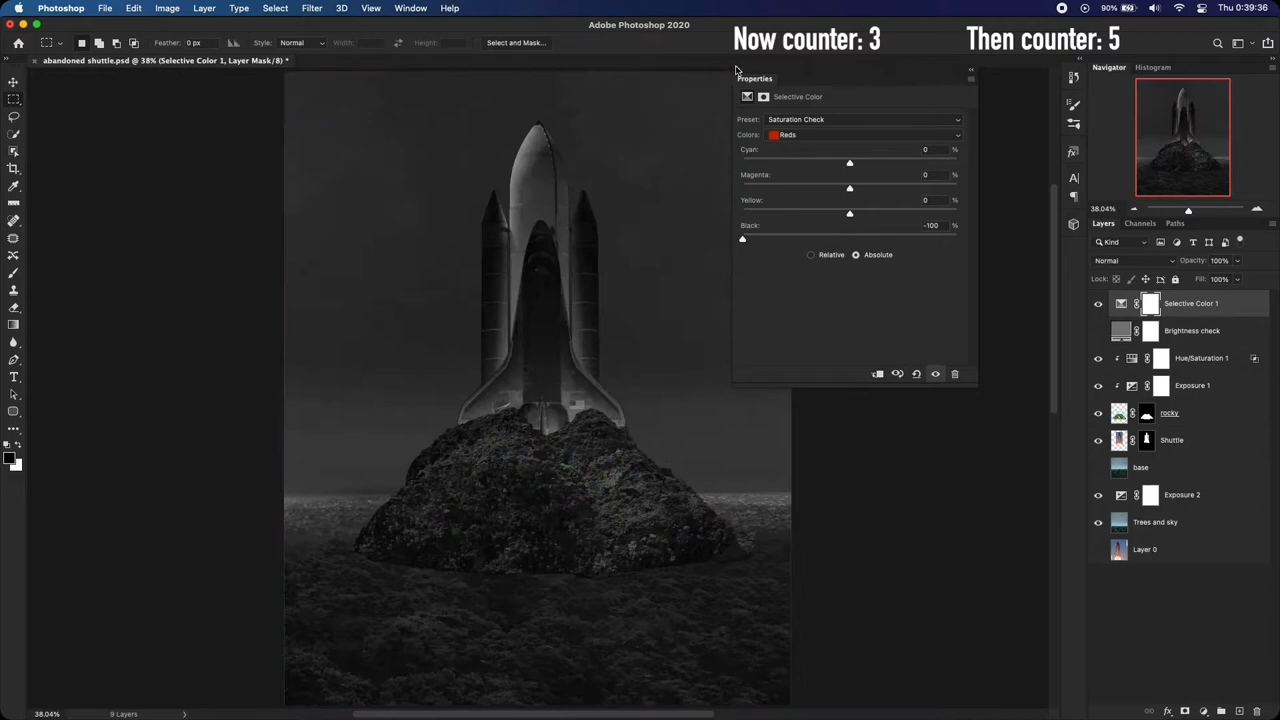 Photoshop File Edit Image Layer Type Select Filter 3D View Window Help 90% Thu 0:39:36
Adobe Photoshop 2020
Now counter: 3 Then counter: 5
Feather: 0 px Style: Normal Width: Height: Select and Mask...
abandoned shuttle.psd @ 38% (Selective Color 1, Layer Mask/8) *
Properties
Selective Color
Preset: Saturation Check
Colors: Reds
Cyan: 0 %
Magenta: 0 %
Yellow: 0 %
Black: -100 %
Relative Absolute
Navigator Histogram
38.04%
Layers Channels Paths
Kind
Normal Opacity: 100%
Lock: Fill: 100%
Selective Color 1
Brightness check
Hue/Saturation 1
Exposure 1
rocky
Shuttle
base
Exposure 2
Trees and sky
Layer 0
38.04% 9 Layers